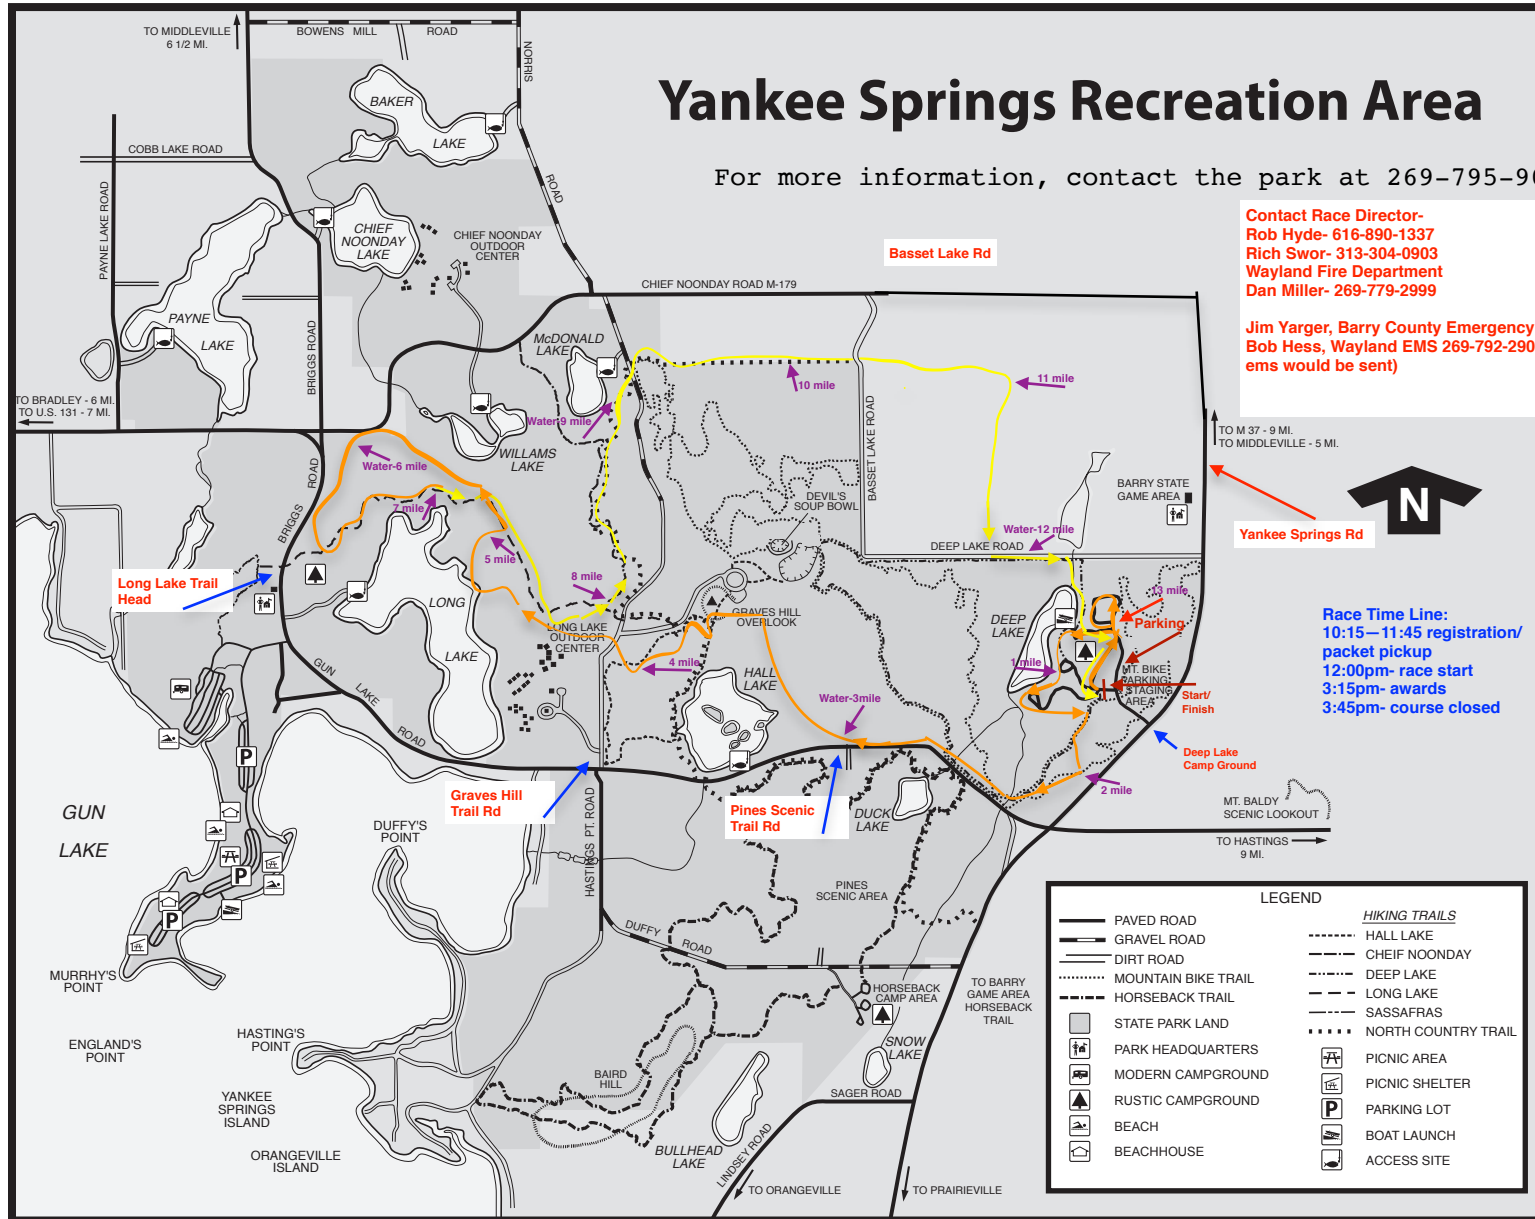 Yankee Springs Recreation Area
For more information, contact the park at 269-795-90
Contact Race Director-
Rob Hyde- 616-890-1337
Rich Swor- 313-304-0903
Wayland Fire Department
Dan Miller- 269-779-2999
Jim Yarger, Barry County Emergency
Bob Hess, Wayland EMS 269-792-290
ems would be sent)
TO MIDDLEVILLE
6 1/2 MI.
BOWENS MILL ROAD
NORRIS
ROAD
BAKER
LAKE
COBB LAKE ROAD
PAYNE LAKE ROAD
CHIEF
NOONDAY
LAKE
CHIEF NOONDAY
OUTDOOR
CENTER
Basset Lake Rd
CHIEF NOONDAY ROAD M-179
PAYNE
LAKE
BRIGGS ROAD
McDONALD
LAKE
10 mile
11 mile
TO BRADLEY - 6 MI.
TO U.S. 131 - 7 MI.
Water-9 mile
BASSET LAKE ROAD
TO M 37 - 9 MI.
TO MIDDLEVILLE - 5 MI.
WILLAMS
LAKE
Water-6 mile
BRIGGS
ROAD
7 mile
DEVIL'S
SOUP BOWL
BARRY STATE
GAME AREA
N
Yankee Springs Rd
Water-12 mile
DEEP LAKE ROAD
5 mile
8 mile
Long Lake Trail
Head
LONG
LAKE
13 mile
GRAVES HILL
OVERLOOK
DEEP
LAKE
Parking
LONG LAKE
OUTDOOR
CENTER
Race Time Line:
10:15—11:45 registration/
packet pickup
12:00pm- race start
3:15pm- awards
3:45pm- course closed
4 mile
1 mile
MT. BIKE
PARKING
STAGING
AREA
HALL
LAKE
GUN
LAKE
ROAD
Water-3mile
Start/
Finish
Deep Lake
Camp Ground
2 mile
Graves Hill
Trail Rd
HASTINGS PT. ROAD
Pines Scenic
Trail Rd
DUCK
LAKE
MT. BALDY
SCENIC LOOKOUT
TO HASTINGS
9 MI.
GUN
LAKE
DUFFY'S
POINT
P
P
P
PINES
SCENIC AREA
DUFFY
ROAD
MURRHY'S
POINT
HORSEBACK
CAMP AREA
TO BARRY
GAME AREA
HORSEBACK
TRAIL
ENGLAND'S
POINT
HASTING'S
POINT
SNOW
LAKE
BAIRD
HILL
SAGER ROAD
YANKEE
SPRINGS
ISLAND
ORANGEVILLE
ISLAND
BULLHEAD
LAKE
LINDSEY ROAD
TO ORANGEVILLE
TO PRAIRIEVILLE
LEGEND
PAVED ROAD
GRAVEL ROAD
DIRT ROAD
MOUNTAIN BIKE TRAIL
HORSEBACK TRAIL
STATE PARK LAND
PARK HEADQUARTERS
MODERN CAMPGROUND
RUSTIC CAMPGROUND
BEACH
BEACHHOUSE
HIKING TRAILS
HALL LAKE
CHEIF NOONDAY
DEEP LAKE
LONG LAKE
SASSAFRAS
NORTH COUNTRY TRAIL
PICNIC AREA
PICNIC SHELTER
P
PARKING LOT
BOAT LAUNCH
ACCESS SITE